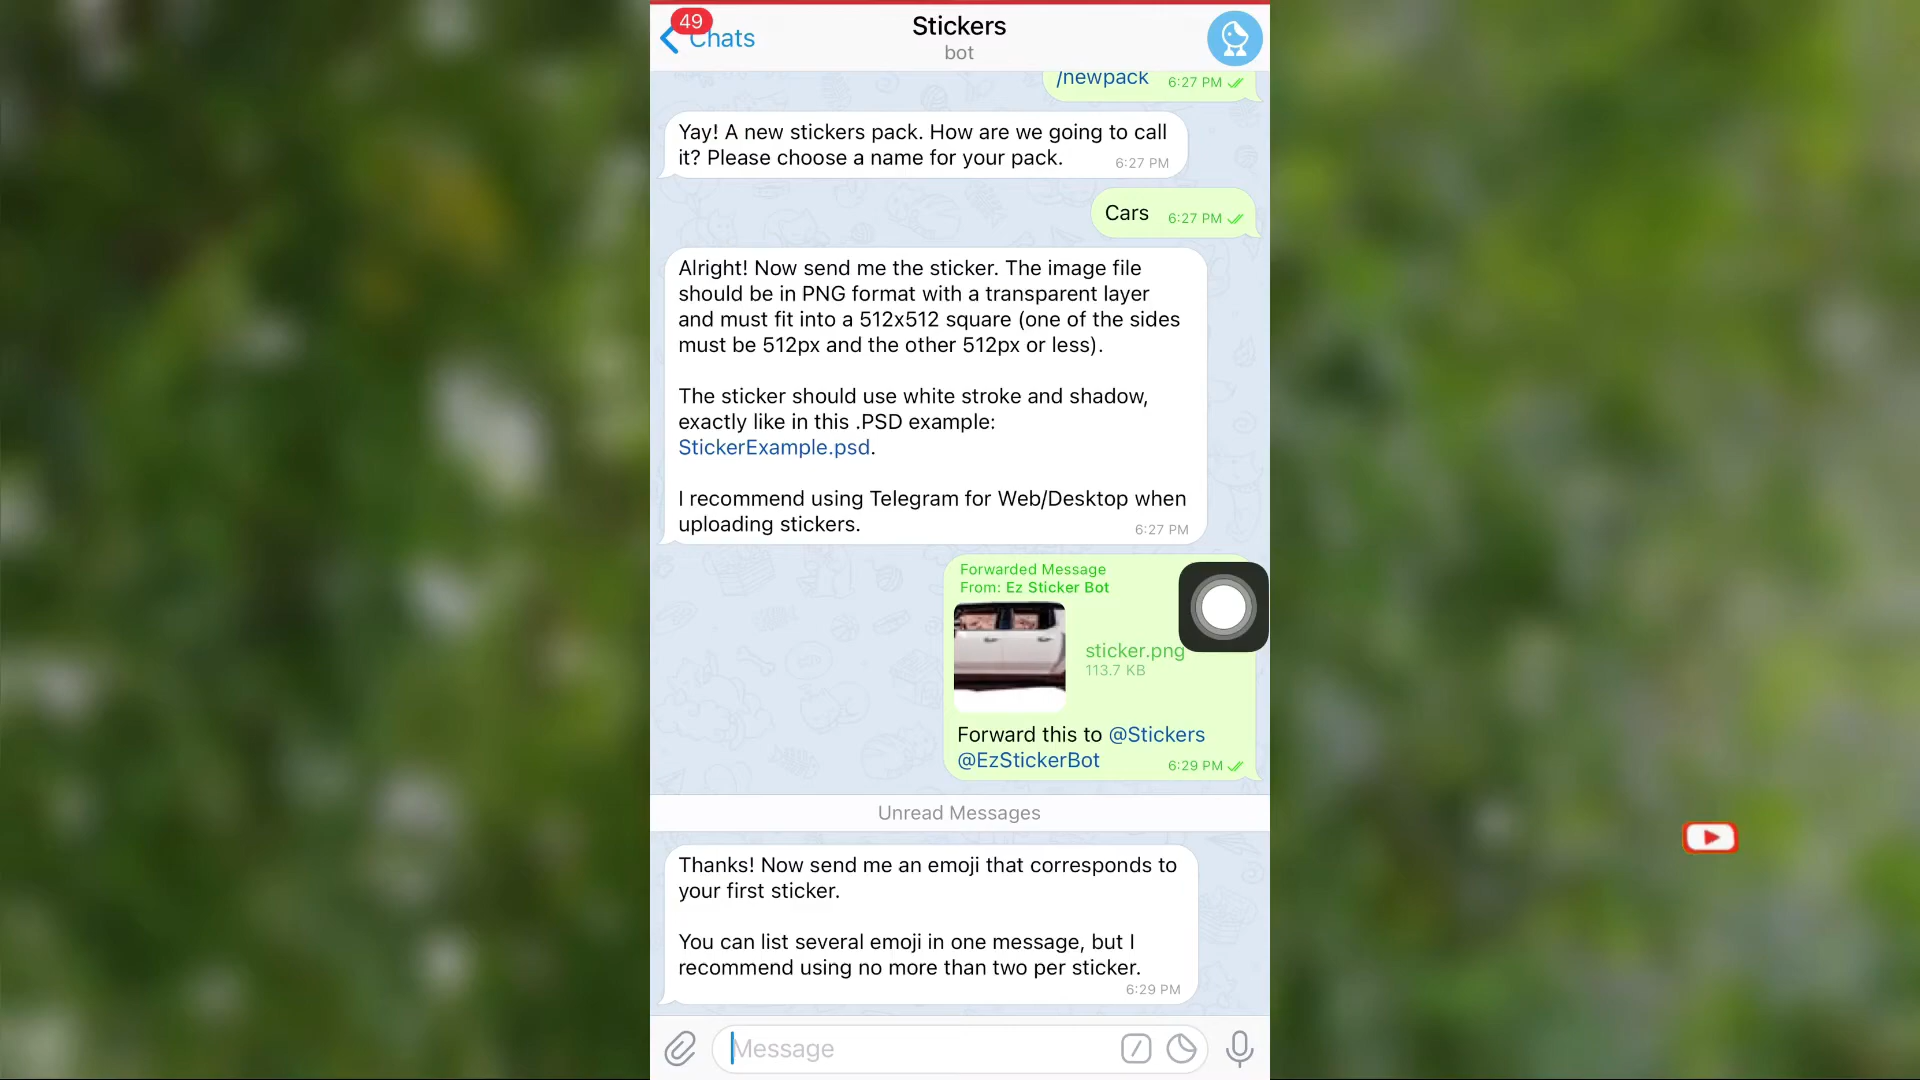 49
Chats
Stickers
bot
/newpack 6:27 PM
Yay! A new stickers pack. How are we going to call
it? Please choose a name for your pack. 6:27 PM
Cars 6:27 PM
Alright! Now send me the sticker. The image file
should be in PNG format with a transparent layer
and must fit into a 512x512 square (one of the sides
must be 512px and the other 512px or less).
The sticker should use white stroke and shadow,
exactly like in this .PSD example:
StickerExample.psd.
I recommend using Telegram for Web/Desktop when
uploading stickers. 6:27 PM
Forwarded Message
From: Ez Sticker Bot
sticker.png
113.7 KB
Forward this to @Stickers
@EzStickerBot 6:29 PM
Unread Messages
Thanks! Now send me an emoji that corresponds to
your first sticker.
You can list several emoji in one message, but I
recommend using no more than two per sticker.
6:29 PM
Message